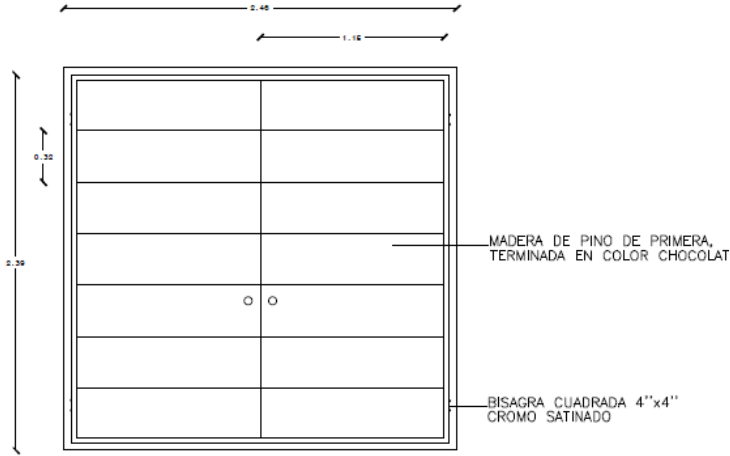 2.46
1.15
0.32
2.39
MADERA DE PINO DE PRIMERA,
TERMINADA EN COLOR CHOCOLAT
BISAGRA CUADRADA 4"x4"
CROMO SATINADO